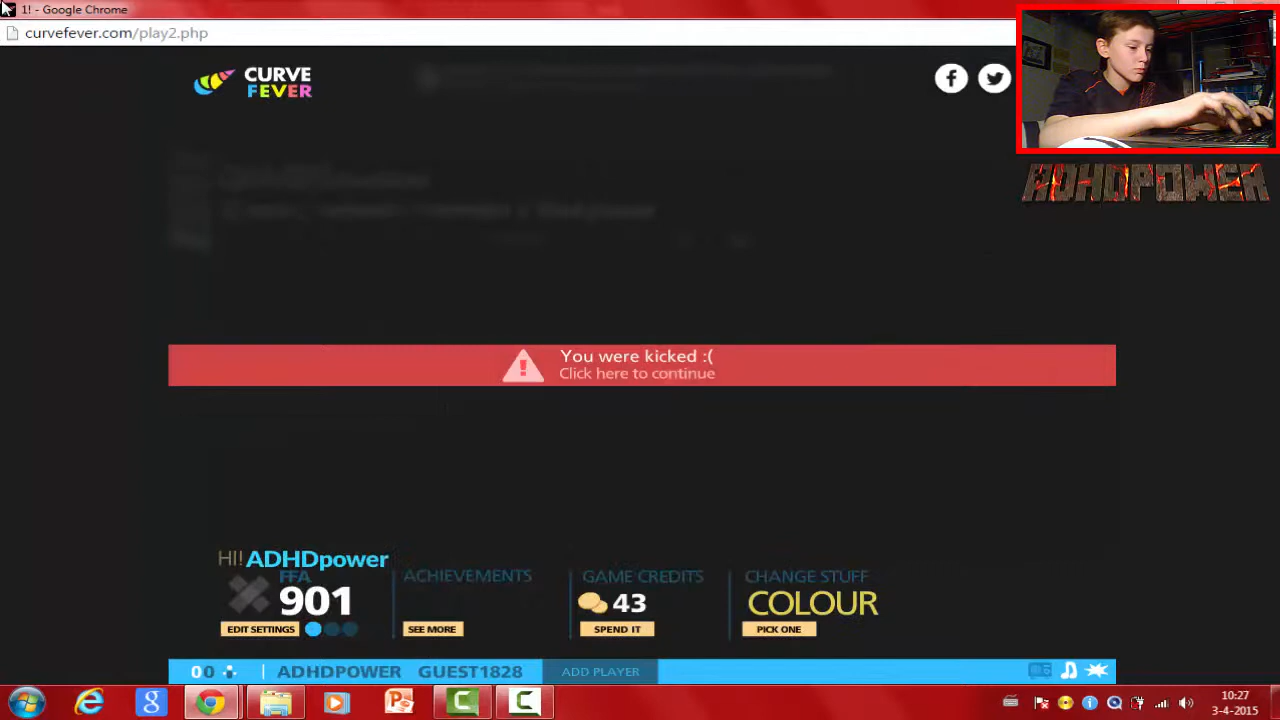 1! - Google Chrome
curvefever.com/play2.php
CURVE
FEVER
ADHDPOWER
You were kicked :(
Click here to continue
HI! ADHDpower
FFA
901
EDIT SETTINGS
ACHIEVEMENTS
SEE MORE
GAME CREDITS
43
SPEND IT
CHANGE STUFF
COLOUR
PICK ONE
00
ADHDPOWER GUEST1828 ADD PLAYER
10:27
3-4-2015